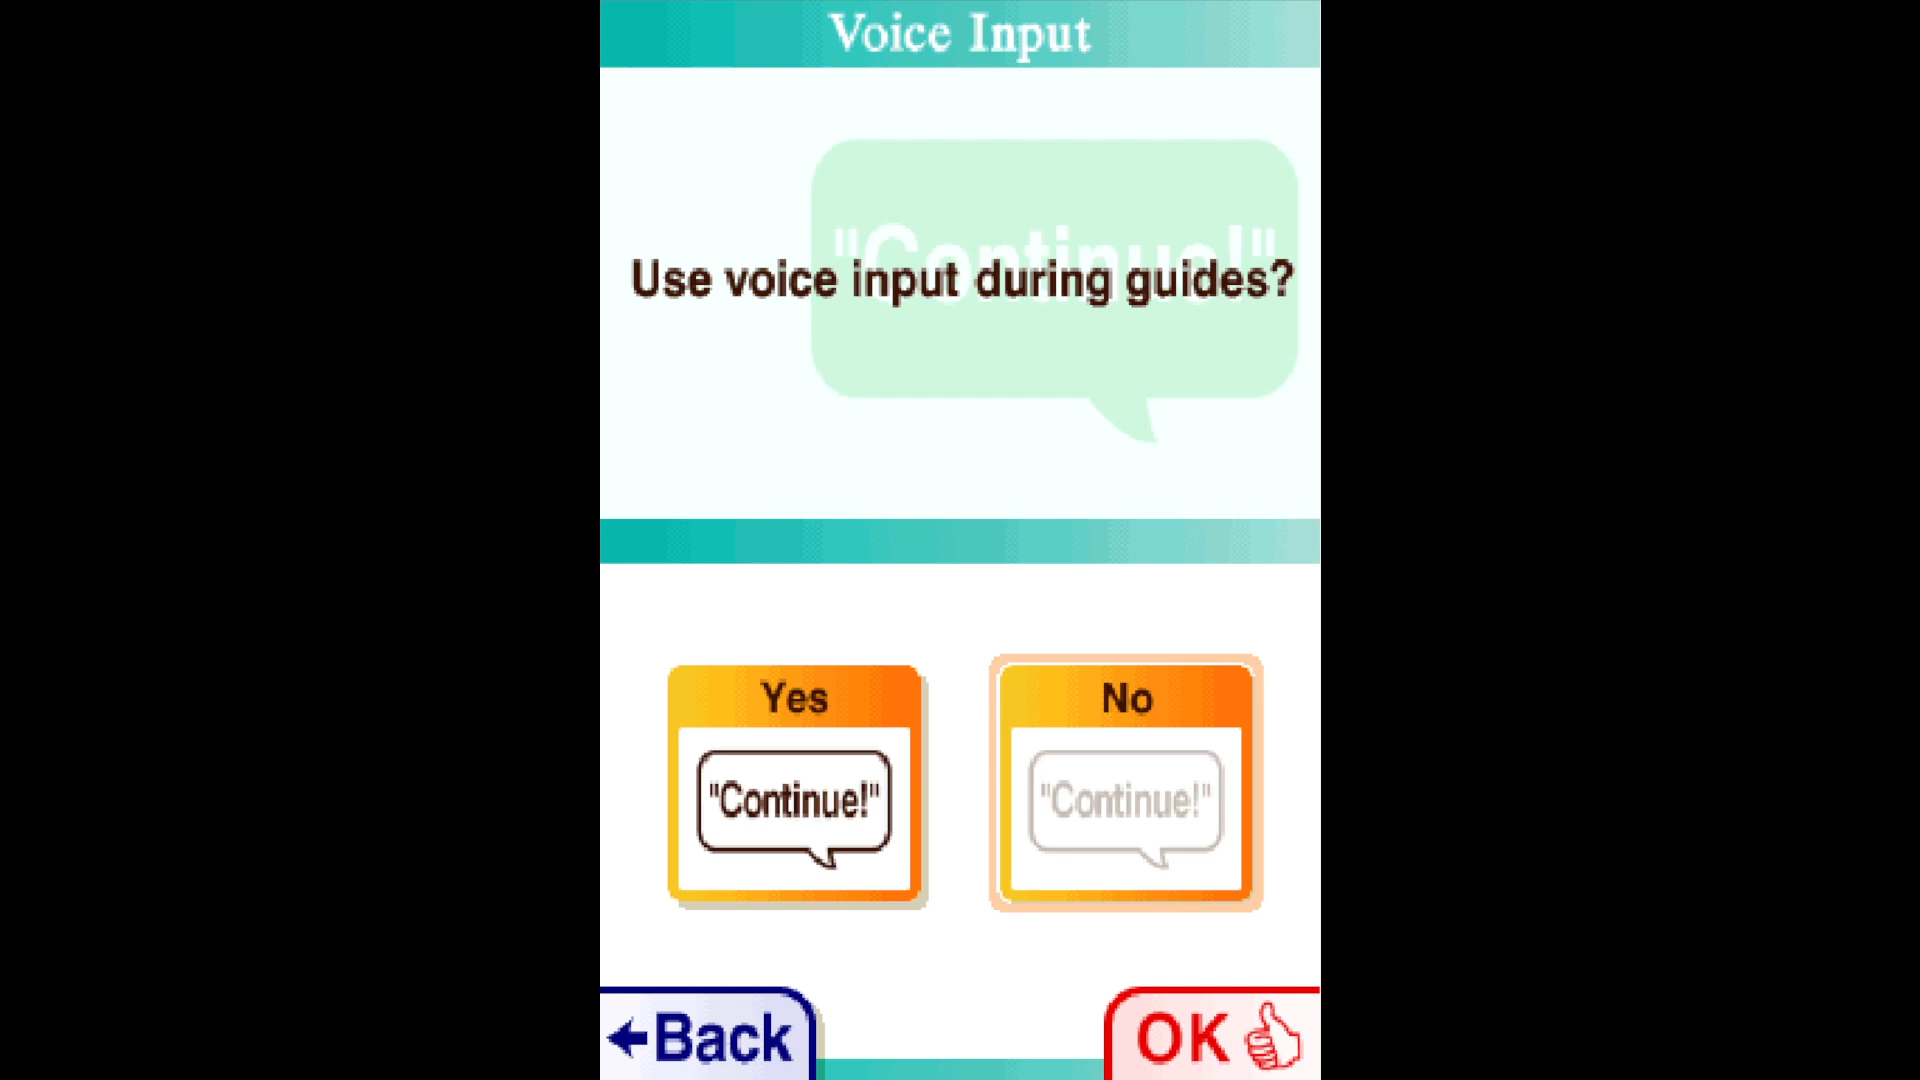 Voice Input
"Continue!"
Use voice input during guides?
Yes
No
"Continue!"
"Continue!"
Back
OK